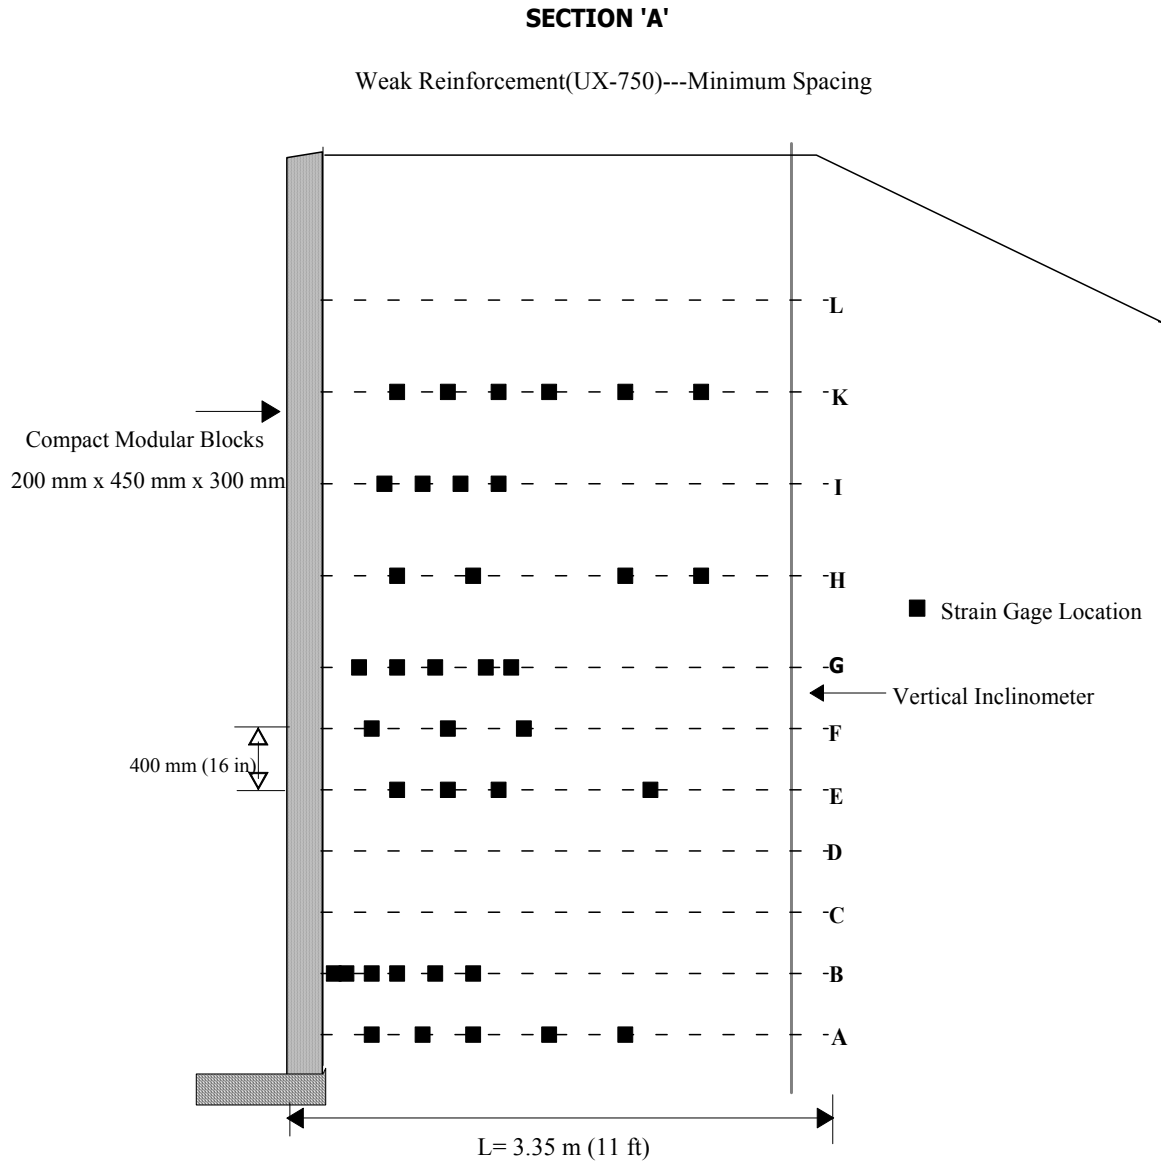 SECTION 'A'
Weak Reinforcement(UX-750)---Minimum Spacing
L
K
Compact Modular Blocks
200 mm x 450 mm x 300 mm
I
H
Strain Gage Location
G
Vertical Inclinometer
F
400 mm (16 in)
E
D
C
B
A
L= 3.35 m (11 ft)